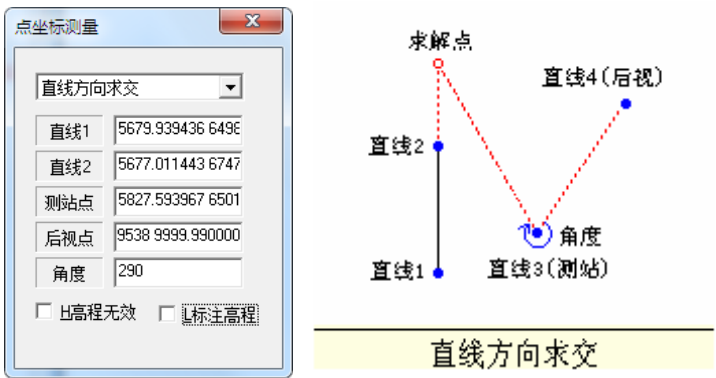 点坐标测量
直线方向求交
直线1 5679.939436 6498
直线2 5677.011443 6747
测站点 5827.593967 6501
后视点 9538 9999.990000
角度 290
H高程无效 L标注高程
求解点
直线4(后视)
直线2
角度
直线1 直线3(测站)
直线方向求交